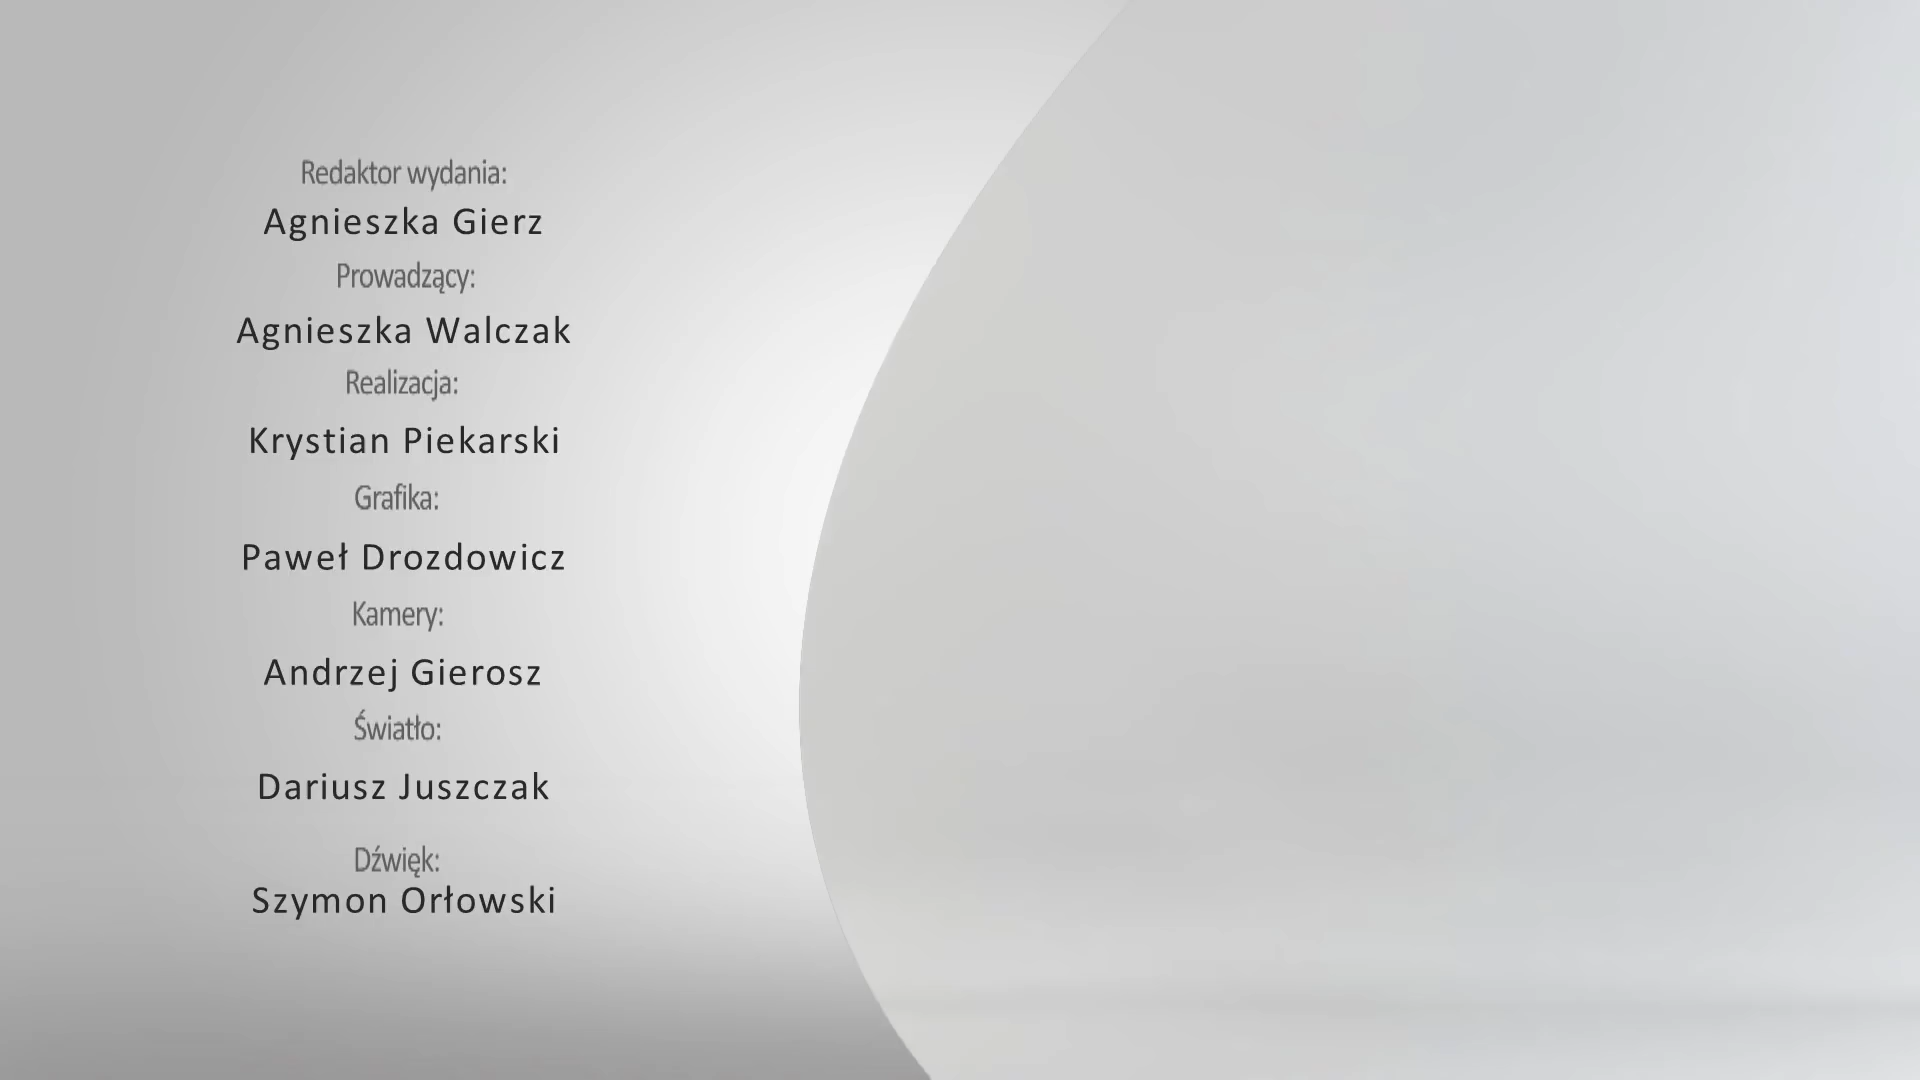 Redaktor wydania:
Agnieszka Gierz
Prowadzący:
Agnieszka Walczak
Realizacja:
Krystian Piekarski
Grafika:
Paweł Drozdowicz
Kamery:
Andrzej Gierosz
Światło:
Dariusz Juszczak
Dźwięk:
Szymon Orłowski